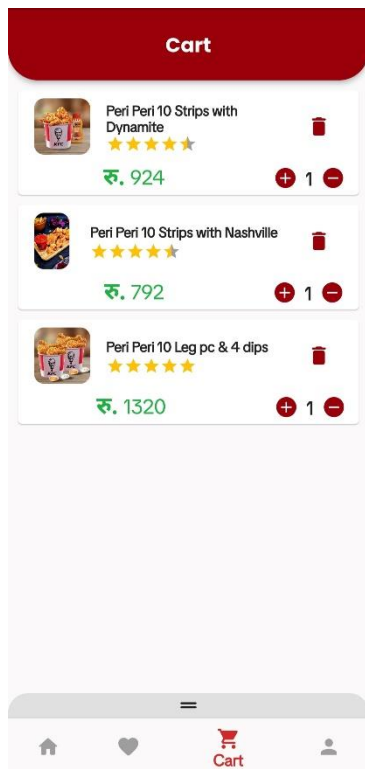 Cart
Peri Peri 10 Strips with
Dynamite
रु. 924
1
Peri Peri 10 Strips with Nashville
रु. 792
1
Peri Peri 10 Leg pc & 4 dips
रु. 1320
1
Cart